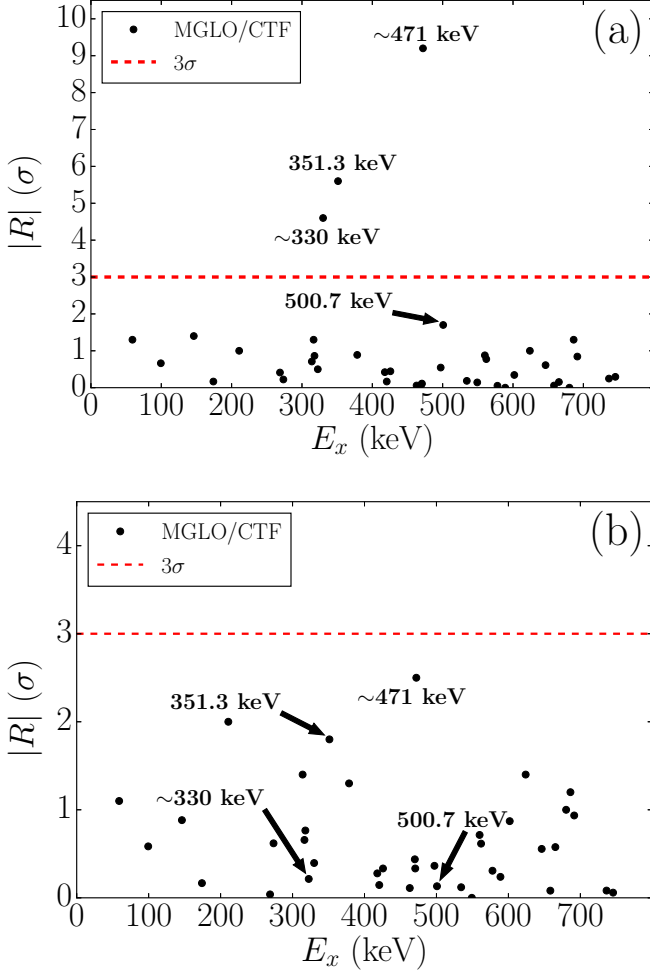 10
9
8
7
6
5
4
3
2
1
0
|R| (σ)
MGLO/CTF
3σ
(a)
~471 keV
351.3 keV
~330 keV
500.7 keV
0 100 200 300 400 500 600 700
E_x (keV)
4
3
2
1
0
|R| (σ)
MGLO/CTF
3σ
(b)
351.3 keV
~471 keV
~330 keV
500.7 keV
0 100 200 300 400 500 600 700
E_x (keV)